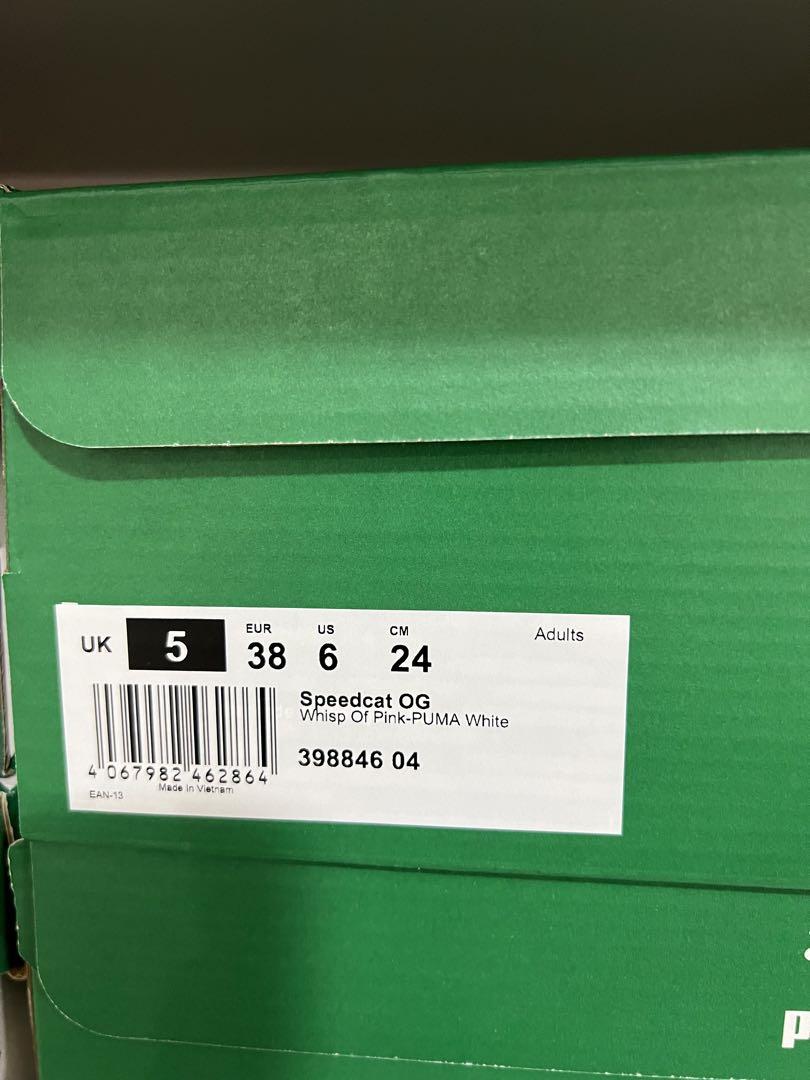 UK 5 EUR 38 US 6 CM 24 Adults
Speedcat OG
Whisp Of Pink-PUMA White
398846 04
4 067982 462864
EAN-13 Made in Vietnam